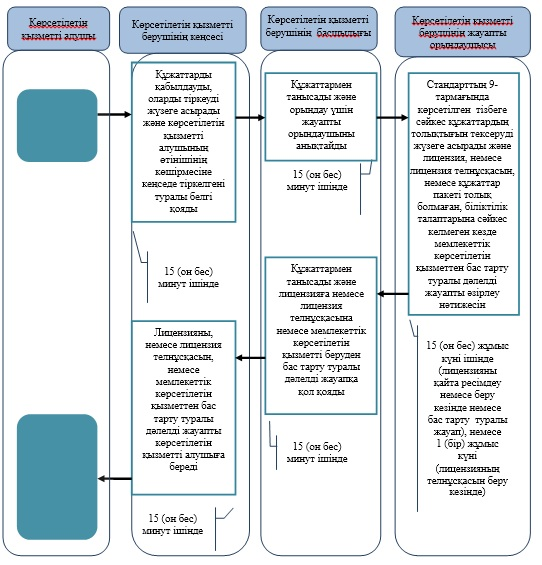 Көрсетілетін
қызметті алушы
Көрсетілетін қызметті
берушінің кеңсесі
Көрсетілетін қызметті
берушінің басшылығы
Көрсетілетін қызметті
берушінің жауапты
орындаушысы
Құжаттарды
қабылдауды,
оларды тіркеуді
жүзеге асырады
және көрсетілетін
қызметті
алушының
өтінішінің
көшірмесіне
кеңседе тіркелгені
туралы белгі
қояды
15 (он бес)
минут ішінде
Құжаттармен
танысады және
орындау үшін
жауапты
орындаушыны
анықтайды
15 (он бес)
минут ішінде
Стандарттың 9-
тармағында
көрсетілген тізбеге
сәйкес құжаттардың
толықтығын тексеруді
жүзеге асырады және
лицензия, немесе
лицензия телнұсқасын,
немесе құжаттар
пакеті толық
болмаған, біліктілік
талаптарына сәйкес
келмеген кезде
мемлекеттік
көрсетілетін
қызметтен бас тарту
туралы дәлелді
жауапты әзірлеу
нәтижесін
15 (он бес) жұмыс
күні ішінде
(лицензияны
қайта ресімдеу
немесе беру
кезінде немесе
бас тарту туралы
жауап), немесе
1 (бір) жұмыс
күні
(лицензияның
телнұсқасын беру
кезінде)
Құжаттармен
танысады және
лицензияға немесе
лицензия
телнұсқасына
немесе мемлекеттік
көрсетілетін
қызметті беруден
бас тарту туралы
дәлелді жауапқа
қол қояды
15 (он бес)
минут ішінде
Лицензияны,
немесе лицензия
телнұсқасын,
немесе
мемлекеттік
көрсетілетін
қызметтен бас
тарту туралы
дәлелді жауапты
көрсетілетін
қызметті алушыға
береді
15 (он бес)
минут ішінде